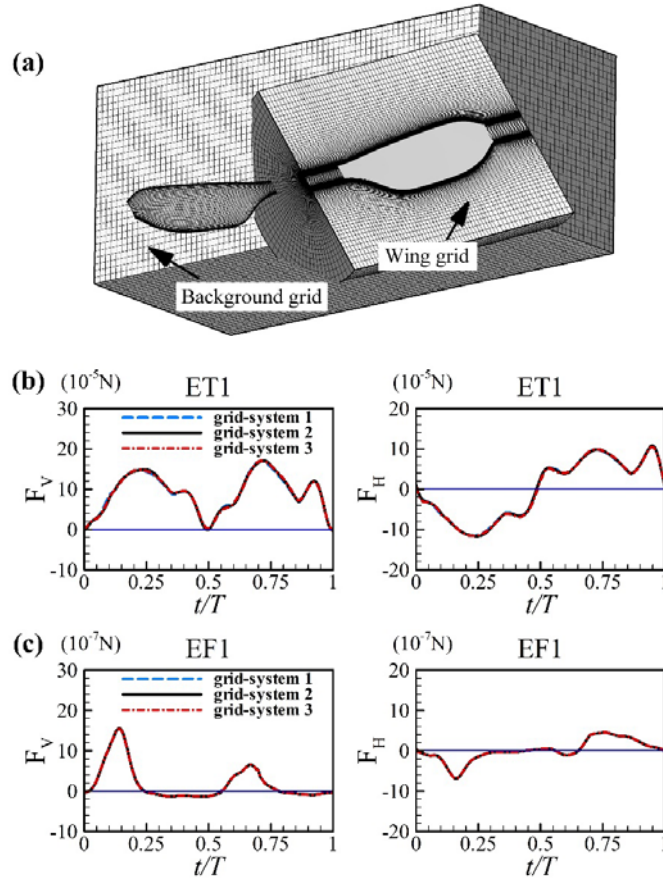 (a)
Wing grid
Background grid
(b) (10⁻⁵N) ET1 (10⁻⁵N) ET1
30 20
grid-system 1
20 grid-system 2 10
grid-system 3
F_V 10 F_H 0
0 -10
-10 -20
0 0.25 0.5 0.75 1 0 0.25 0.5 0.75 1
t/T t/T
(c) (10⁻⁷N) EF1 (10⁻⁷N) EF1
30 20
grid-system 1
20 grid-system 2 10
grid-system 3
F_V 10 F_H 0
0 -10
-10 -20
0 0.25 0.5 0.75 1 0 0.25 0.5 0.75 1
t/T t/T